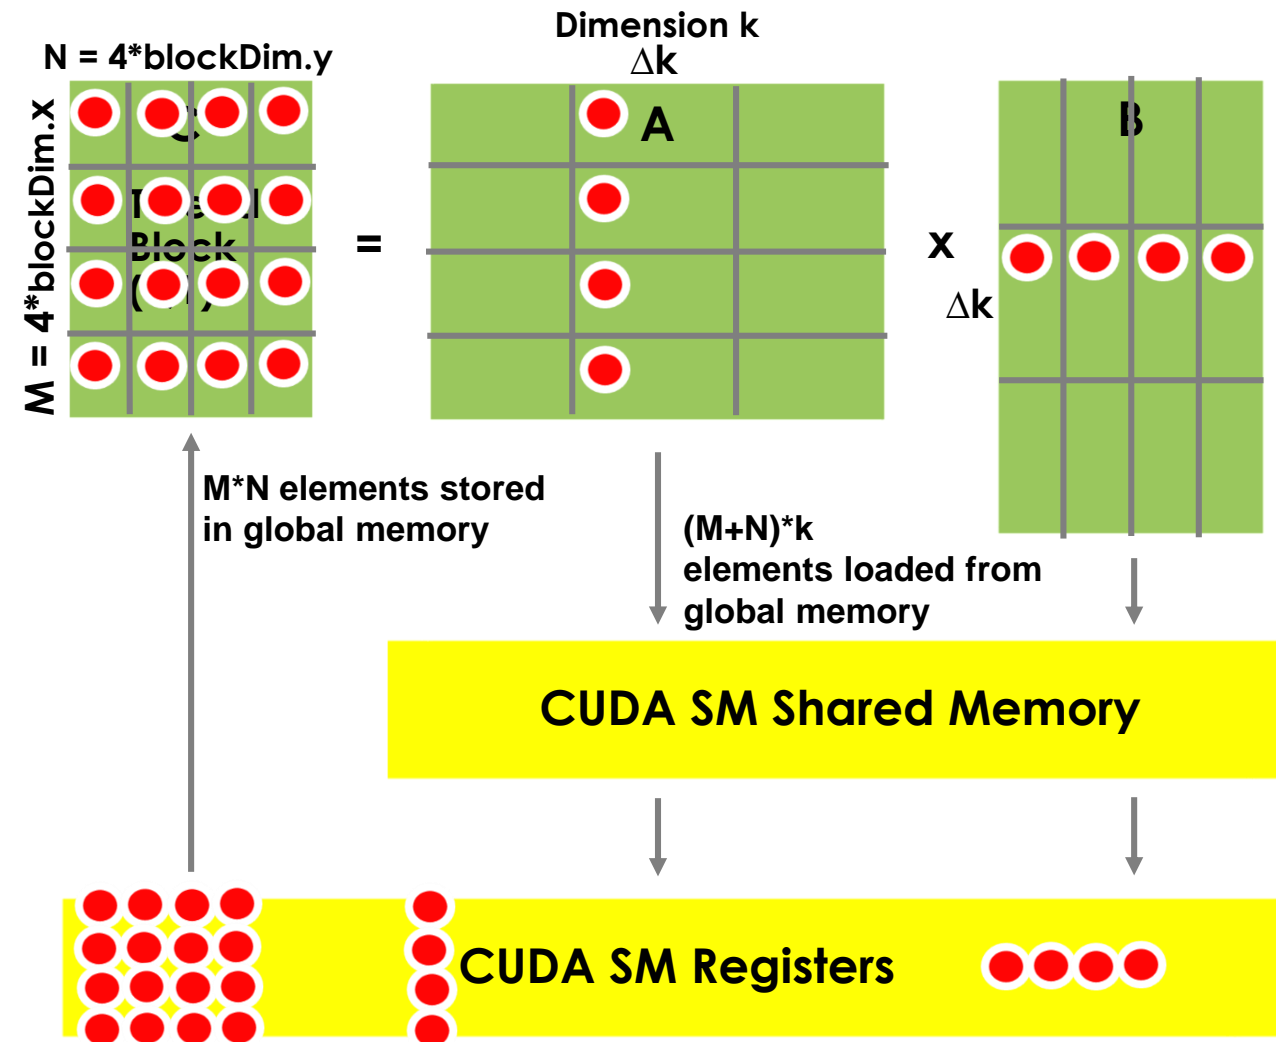 Dimension k
N = 4*blockDim.y
Δk
M = 4*blockDim.x
A
B
Block
=
x
Δk
M*N elements stored
in global memory
(M+N)*k
elements loaded from
global memory
CUDA SM Shared Memory
CUDA SM Registers